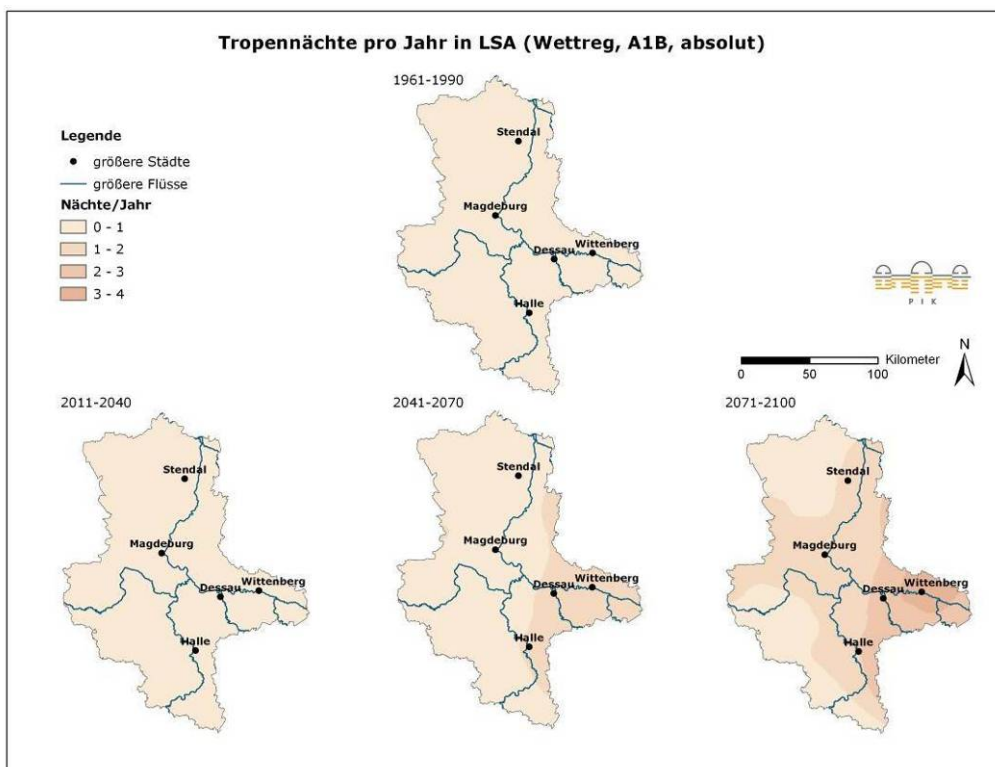 Tropennächte pro Jahr in LSA (Wettreg, A1B, absolut)
1961-1990
Legende
größere Städte
größere Flüsse
Nächte/Jahr
0 - 1
1 - 2
2 - 3
3 - 4
Stendal
Magdeburg
Dessau
Wittenberg
Halle
P I K
N
Kilometer
0 50 100
2011-2040
Stendal
Magdeburg
Dessau
Wittenberg
Halle
2041-2070
Stendal
Magdeburg
Dessau
Wittenberg
Halle
2071-2100
Stendal
Magdeburg
Dessau
Wittenberg
Halle